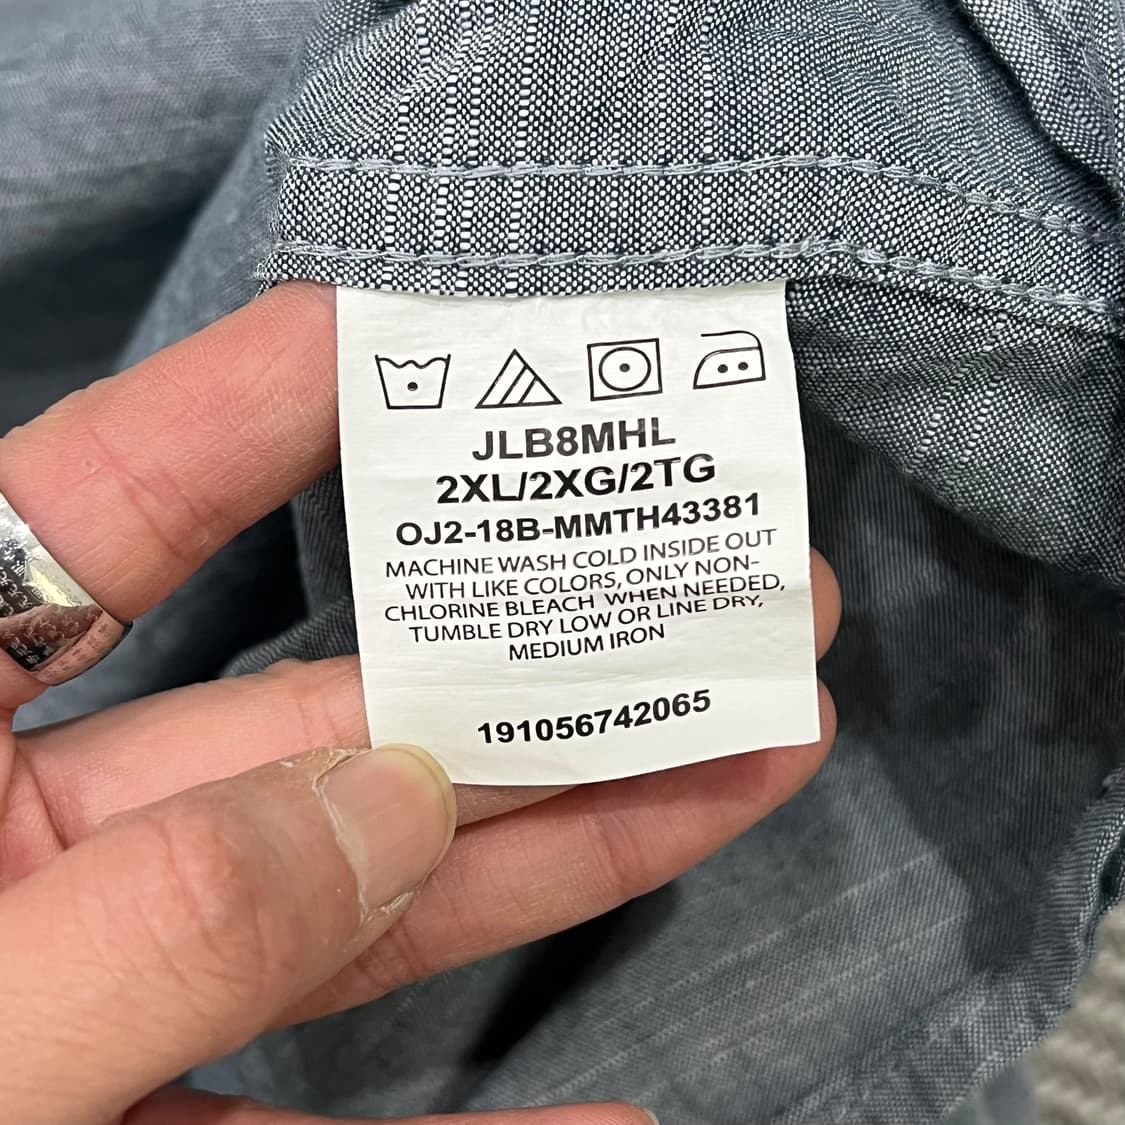 JLB8MHL
2XL/2XG/2TG
OJ2-18B-MMTH43381
MACHINE WASH COLD INSIDE OUT
WITH LIKE COLORS, ONLY NON-
CHLORINE BLEACH WHEN NEEDED,
TUMBLE DRY LOW OR LINE DRY,
MEDIUM IRON
191056742065